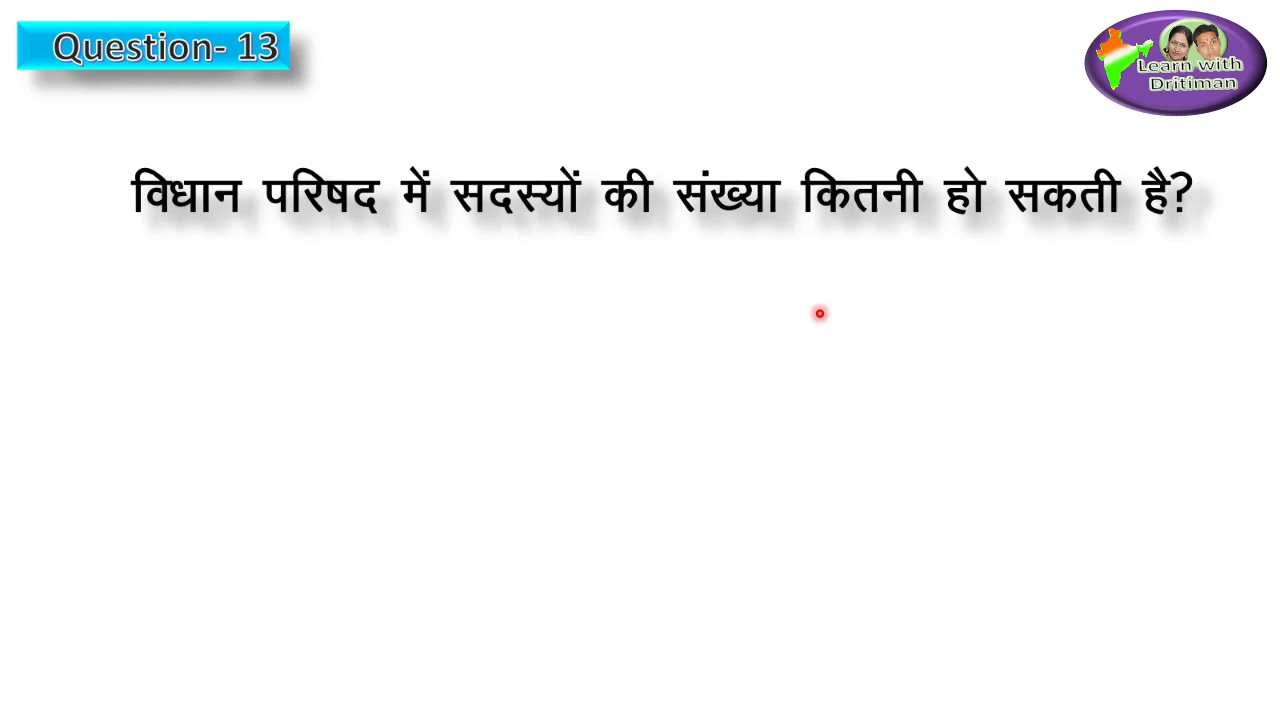 Question- 13
Learn with
Dritiman
विधान परिषद में सदस्यों की संख्या कितनी हो सकती है?